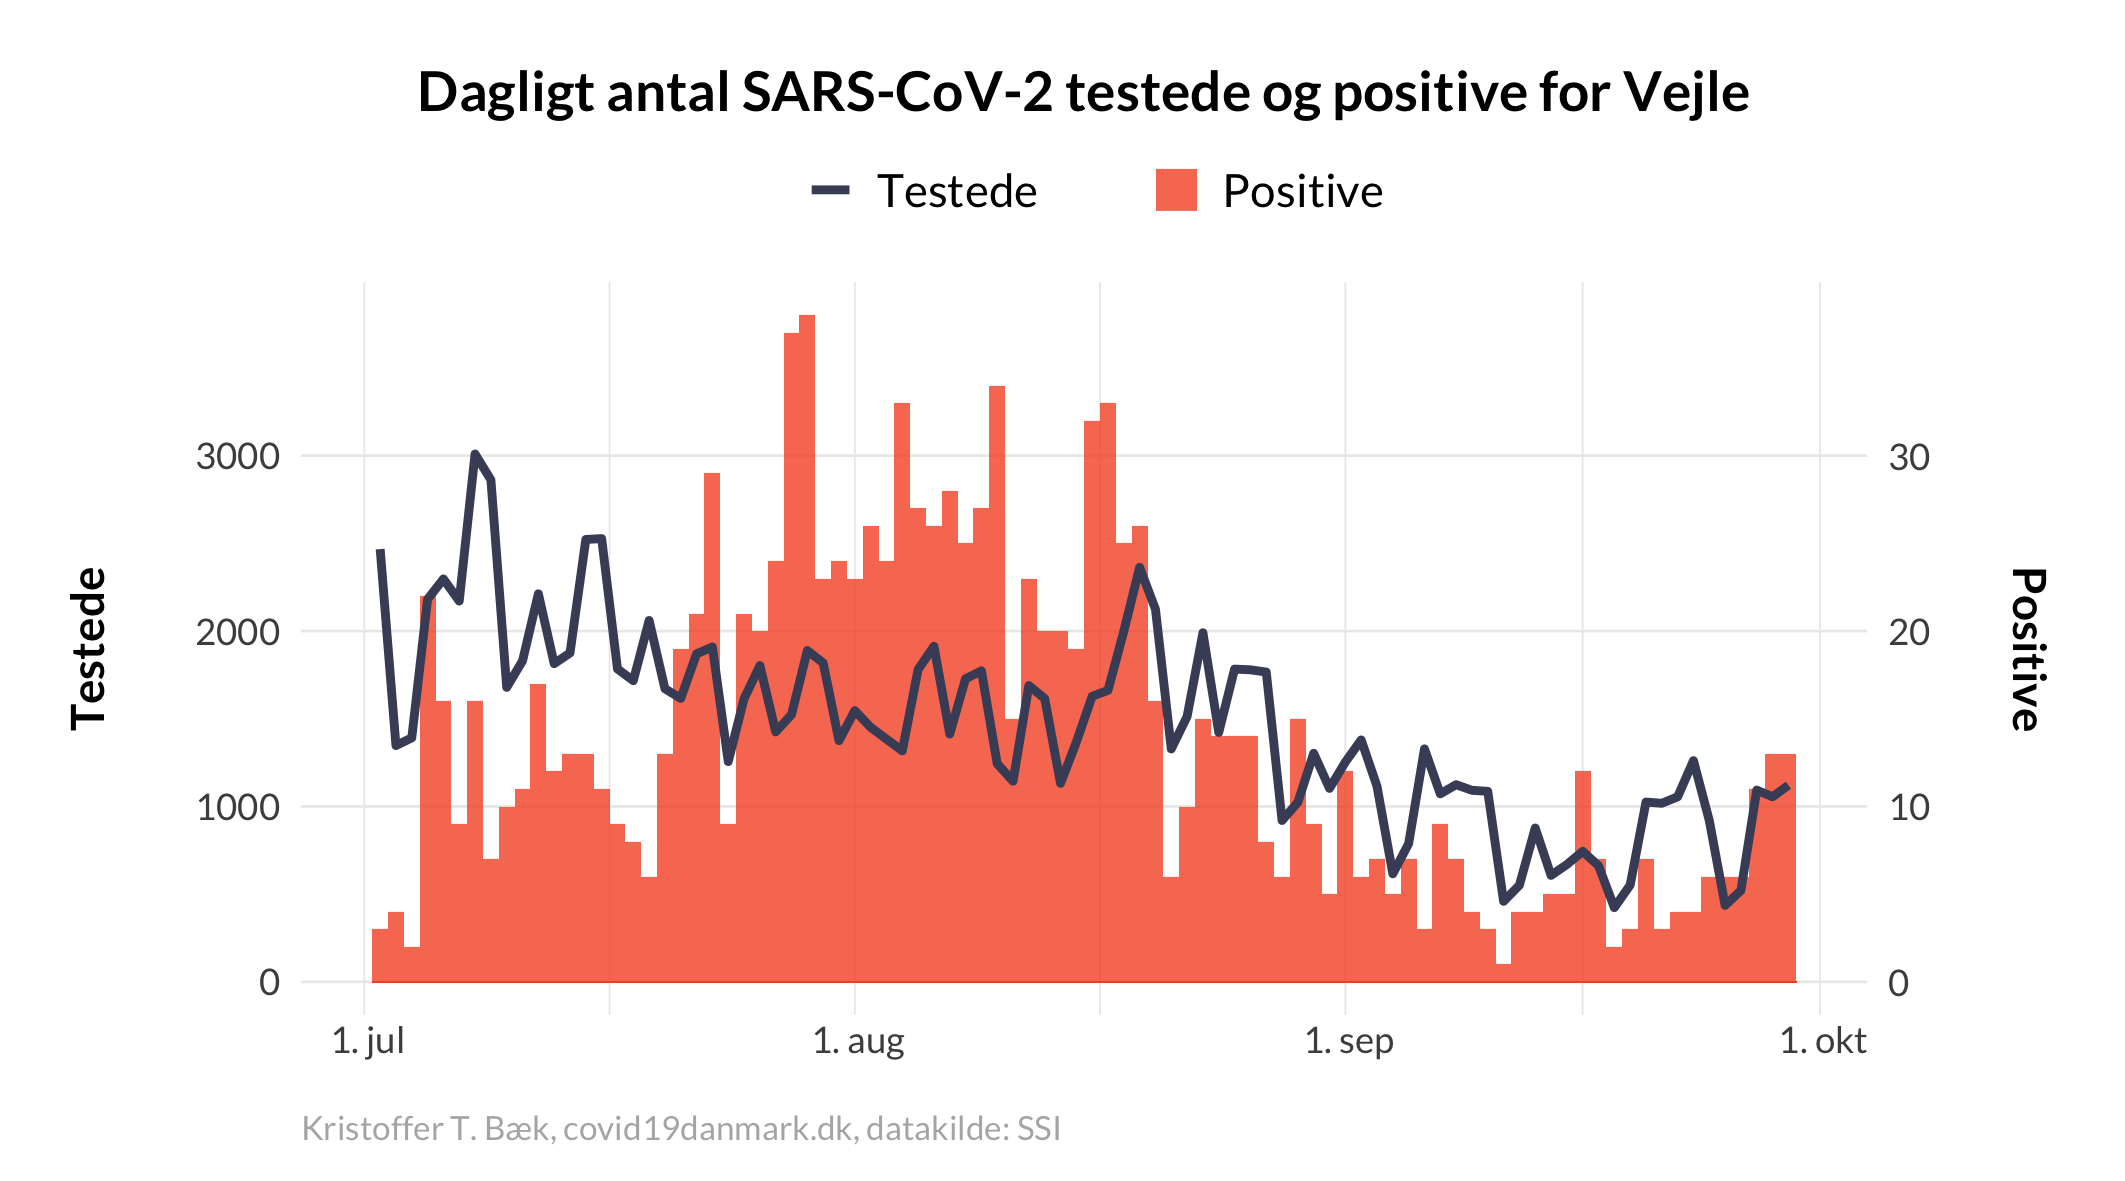 Dagligt antal SARS-CoV-2 testede og positive for Vejle
Testede
Positive
3000
2000
1000
0
30
20
10
0
Testede
Positive
1. jul
1. aug
1. sep
1. okt
Kristoffer T. Bæk, covid19danmark.dk, datakilde: SSI